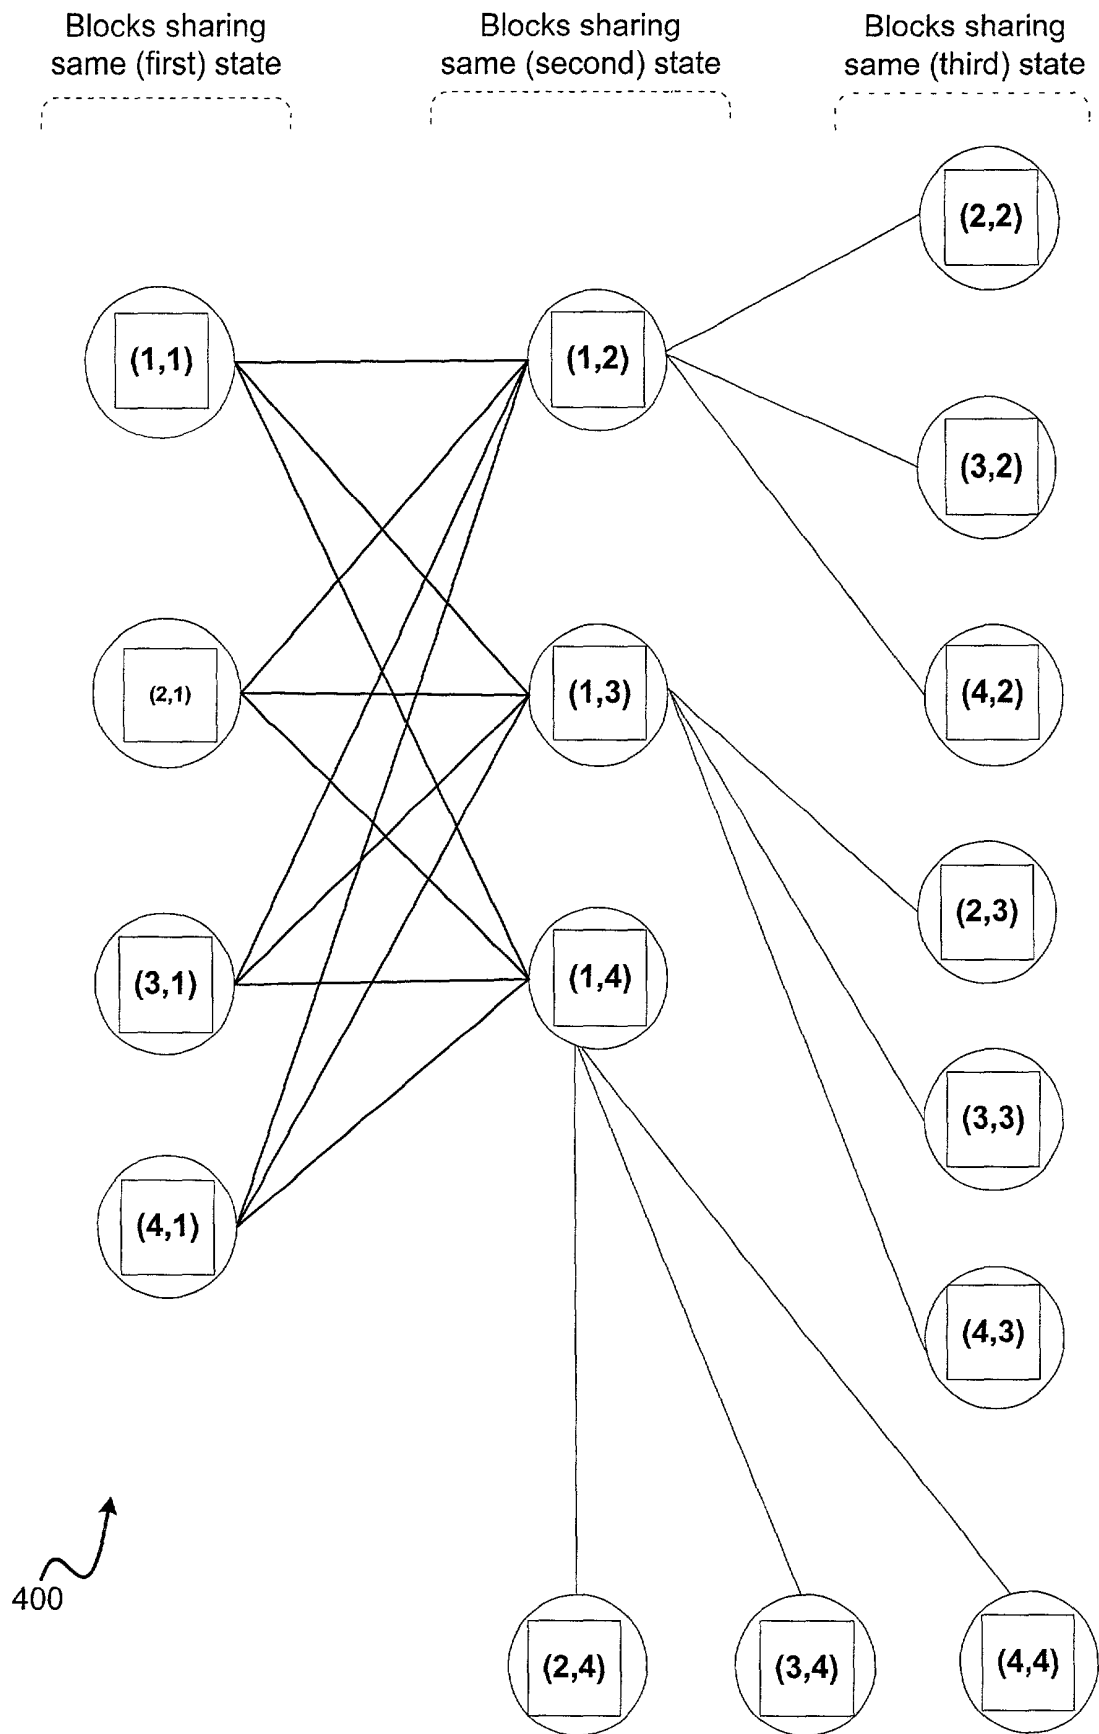 Blocks sharing
same (first) state
Blocks sharing
same (second) state
Blocks sharing
same (third) state
(2,2)
(1,1)
(1,2)
(3,2)
(2,1)
(1,3)
(4,2)
(2,3)
(3,1)
(1,4)
(3,3)
(4,1)
(4,3)
400
(2,4)
(3,4)
(4,4)